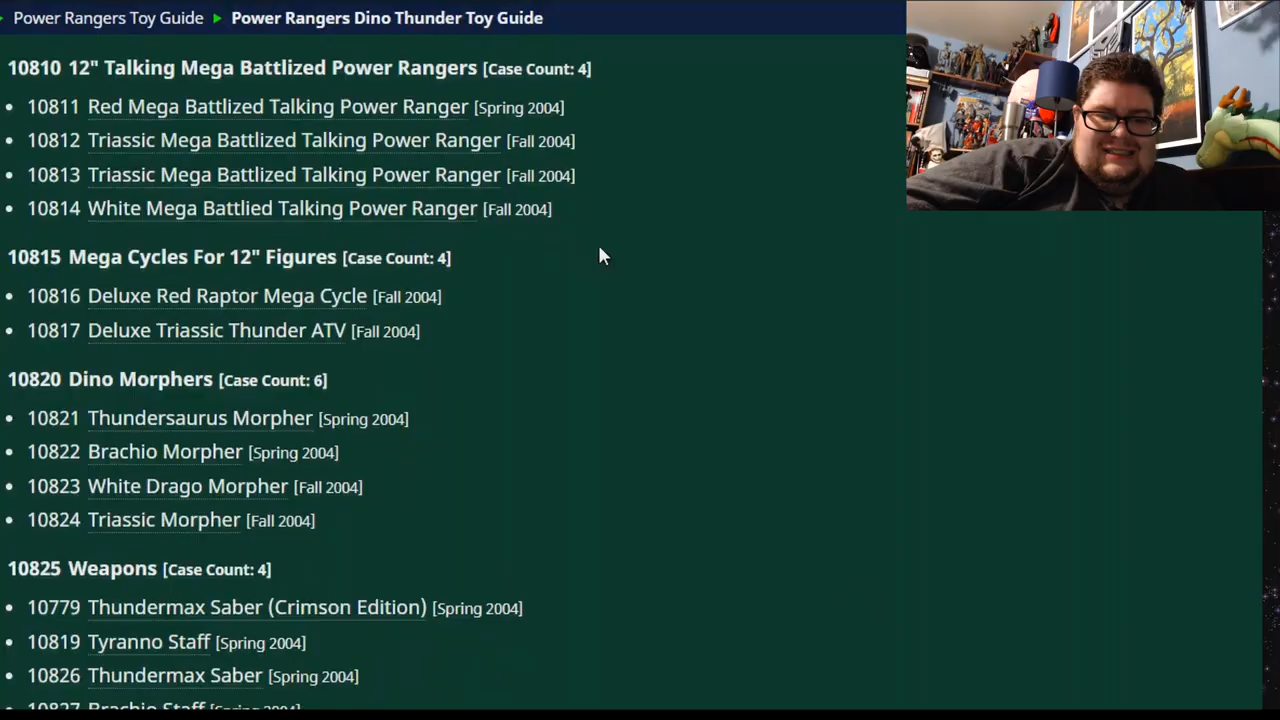 Power Rangers Toy Guide ▶ Power Rangers Dino Thunder Toy Guide
10810 12" Talking Mega Battlized Power Rangers [Case Count: 4]
• 10811 Red Mega Battlized Talking Power Ranger [Spring 2004]
• 10812 Triassic Mega Battlized Talking Power Ranger [Fall 2004]
• 10813 Triassic Mega Battlized Talking Power Ranger [Fall 2004]
• 10814 White Mega Battlied Talking Power Ranger [Fall 2004]
10815 Mega Cycles For 12" Figures [Case Count: 4]
• 10816 Deluxe Red Raptor Mega Cycle [Fall 2004]
• 10817 Deluxe Triassic Thunder ATV [Fall 2004]
10820 Dino Morphers [Case Count: 6]
• 10821 Thundersaurus Morpher [Spring 2004]
• 10822 Brachio Morpher [Spring 2004]
• 10823 White Drago Morpher [Fall 2004]
• 10824 Triassic Morpher [Fall 2004]
10825 Weapons [Case Count: 4]
• 10779 Thundermax Saber (Crimson Edition) [Spring 2004]
• 10819 Tyranno Staff [Spring 2004]
• 10826 Thundermax Saber [Spring 2004]
• 10827 Brachio Staff [Spring 2004]